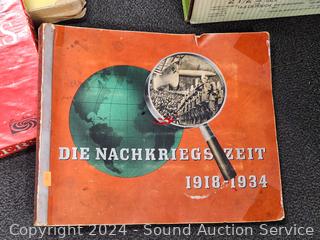 DIE NACHKRIEGSZEIT
1918-1934
Copyright 2024 - Sound Auction Service